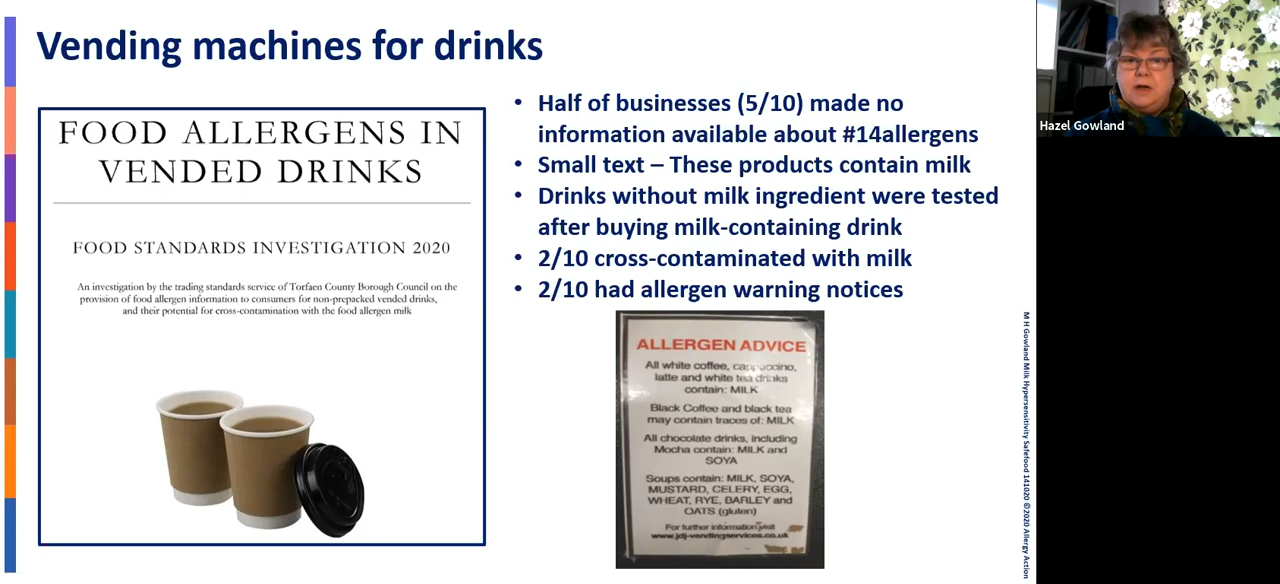 Vending machines for drinks
FOOD ALLERGENS IN
VENDED DRINKS
FOOD STANDARDS INVESTIGATION 2020
An investigation by the trading standards service of Torfaen County Borough Council on the
provision of food allergen information to consumers for non-prepacked vended drinks,
and their potential for cross-contamination with the food allergen milk
• Half of businesses (5/10) made no
information available about #14allergens
• Small text – These products contain milk
• Drinks without milk ingredient were tested
after buying milk-containing drink
• 2/10 cross-contaminated with milk
• 2/10 had allergen warning notices
ALLERGEN ADVICE
All white coffee, cappuccino,
latte and white tea drinks
contain: MILK
Black Coffee and black tea
may contain traces of: MILK
All chocolate drinks, including
Mocha contain: MILK and
SOYA
Soups contain: MILK, SOYA,
MUSTARD, CELERY, EGG,
WHEAT, RYE, BARLEY and
OATS (gluten)
For further information visit
www.jdj-vendingservices.co.uk
M H Gowland Milk Hypersensitivity Safefood 141020 ©2020 Allergy Action
Hazel Gowland